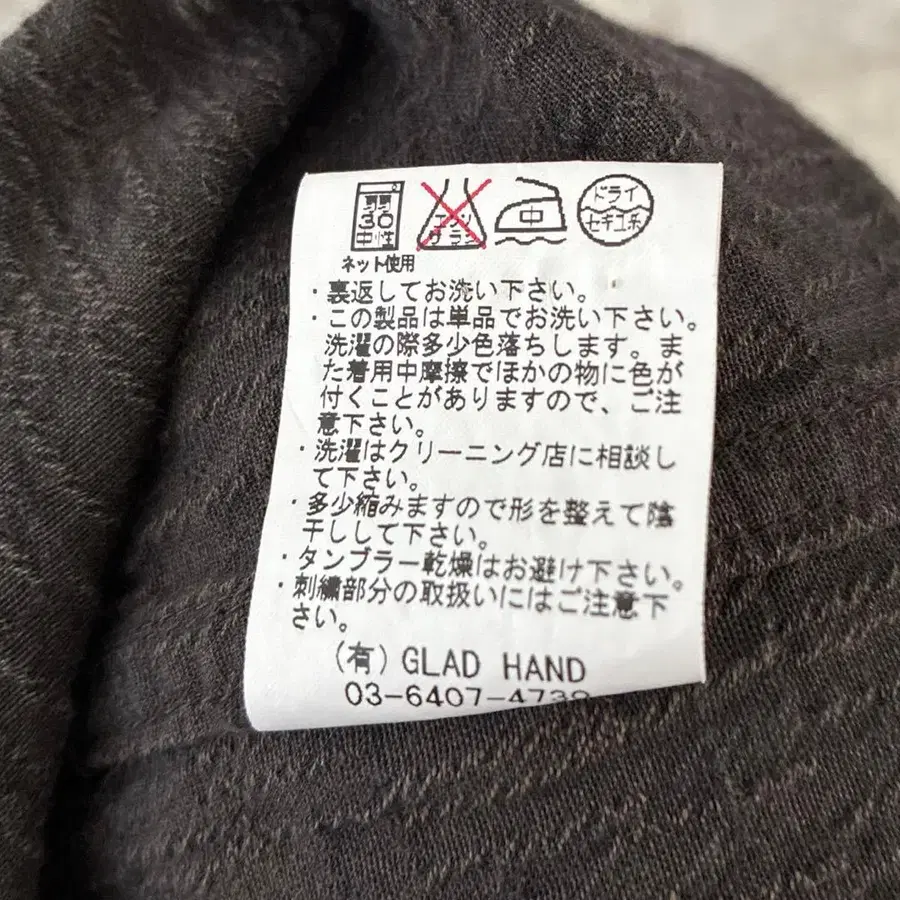 弱
30
中性
エンソ
サラシ
中
ドライ
セキユ系
ネット使用
・裏返してお洗い下さい。
・この製品は単品でお洗い下さい。
洗濯の際多少色落ちします。ま
た着用中摩擦でほかの物に色が
付くことがありますので、ご注
意下さい。
・洗濯はクリーニング店に相談し
て下さい。
・多少縮みますので形を整えて陰
干しして下さい。
・タンブラー乾燥はお避け下さい。
・刺繍部分の取扱いにはご注意下
さい。
(有)GLAD HAND
03-6407-4739